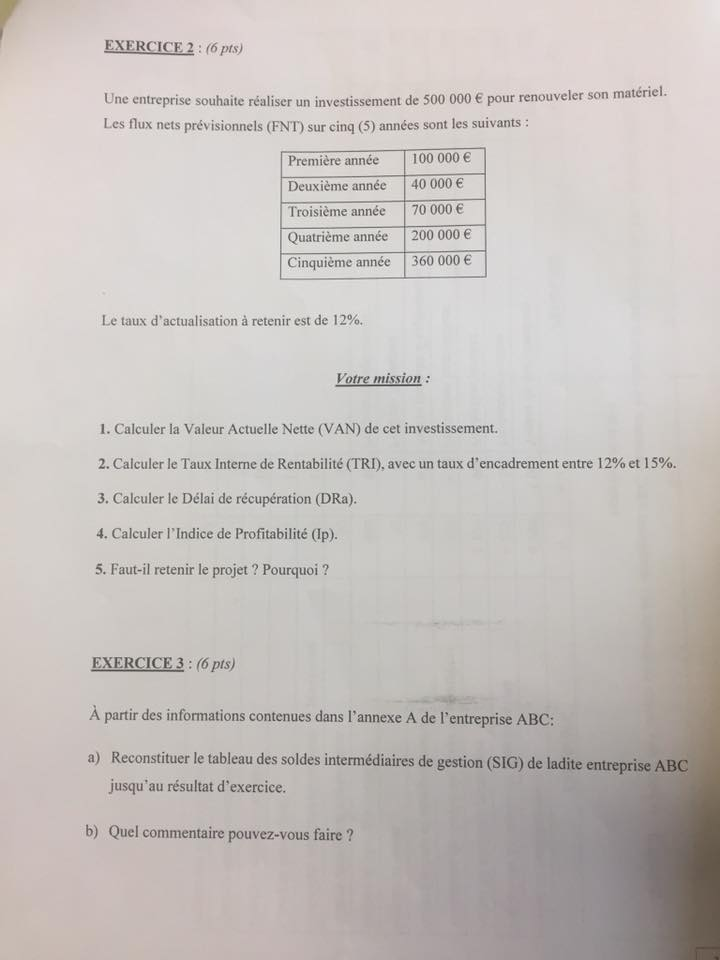 EXERCICE 2 : (6 pts)
Une entreprise souhaite réaliser un investissement de 500 000 € pour renouveler son matériel.
Les flux nets prévisionnels (FNT) sur cinq (5) années sont les suivants :
Première année 100 000 €
Deuxième année 40 000 €
Troisième année 70 000 €
Quatrième année 200 000 €
Cinquième année 360 000 €
Le taux d'actualisation à retenir est de 12%.
Votre mission :
1. Calculer la Valeur Actuelle Nette (VAN) de cet investissement.
2. Calculer le Taux Interne de Rentabilité (TRI), avec un taux d'encadrement entre 12% et 15%.
3. Calculer le Délai de récupération (DRa).
4. Calculer l'Indice de Profitabilité (Ip).
5. Faut-il retenir le projet ? Pourquoi ?
EXERCICE 3 : (6 pts)
À partir des informations contenues dans l'annexe A de l'entreprise ABC:
a) Reconstituer le tableau des soldes intermédiaires de gestion (SIG) de ladite entreprise ABC
jusqu'au résultat d'exercice.
b) Quel commentaire pouvez-vous faire ?